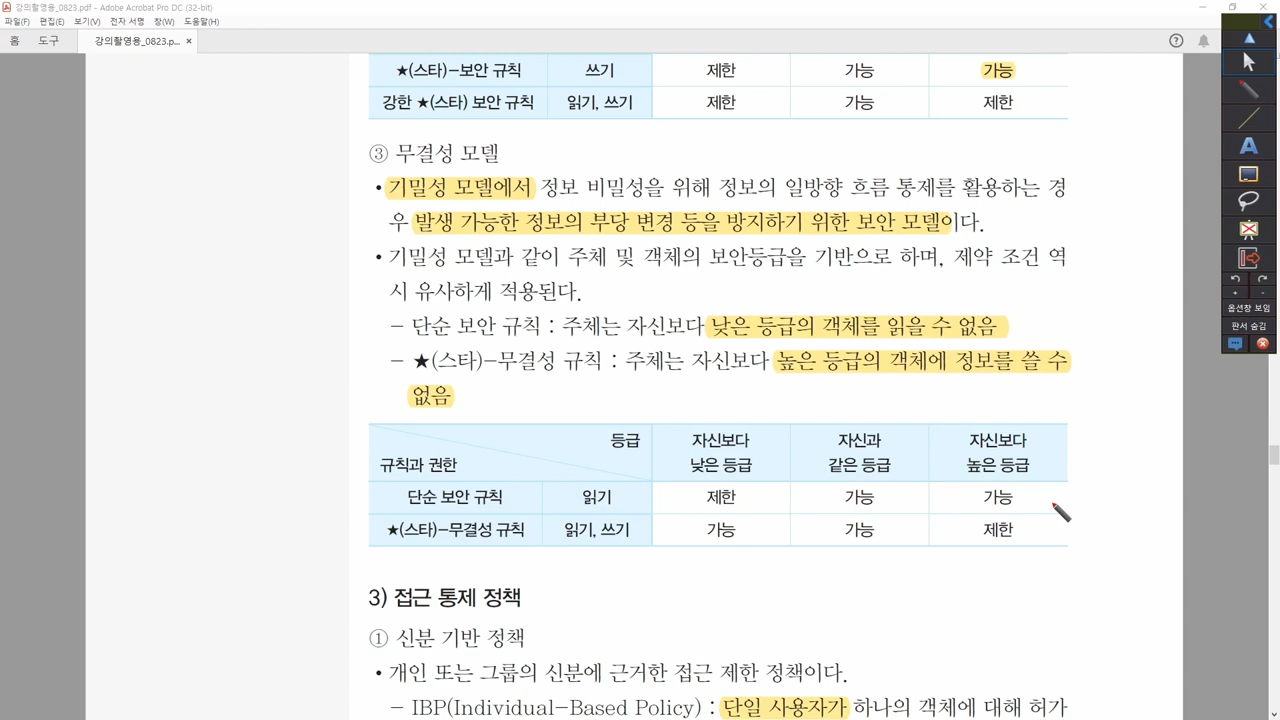 강의촬영용_0823.pdf - Adobe Acrobat Pro DC (32-bit)
파일(F) 편집(E) 보기(V) 전자 서명 창(W) 도움말(H)
홈 도구 강의촬영용_0823.p... ×
★(스타)-보안 규칙 쓰기 제한 가능 가능
강한 ★(스타) 보안 규칙 읽기, 쓰기 제한 가능 제한
③ 무결성 모델
• 기밀성 모델에서 정보 비밀성을 위해 정보의 일방향 흐름 통제를 활용하는 경
우 발생 가능한 정보의 부당 변경 등을 방지하기 위한 보안 모델이다.
• 기밀성 모델과 같이 주체 및 객체의 보안등급을 기반으로 하며, 제약 조건 역
시 유사하게 적용된다.
- 단순 보안 규칙 : 주체는 자신보다 낮은 등급의 객체를 읽을 수 없음
- ★(스타)-무결성 규칙 : 주체는 자신보다 높은 등급의 객체에 정보를 쓸 수
없음
등급 자신보다 자신과 자신보다
규칙과 권한 낮은 등급 같은 등급 높은 등급
단순 보안 규칙 읽기 제한 가능 가능
★(스타)-무결성 규칙 읽기, 쓰기 가능 가능 제한
3) 접근 통제 정책
① 신분 기반 정책
• 개인 또는 그룹의 신분에 근거한 접근 제한 정책이다.
- IBP(Individual-Based Policy) : 단일 사용자가 하나의 객체에 대해 허가
A
옵션창 보임
판서 숨김